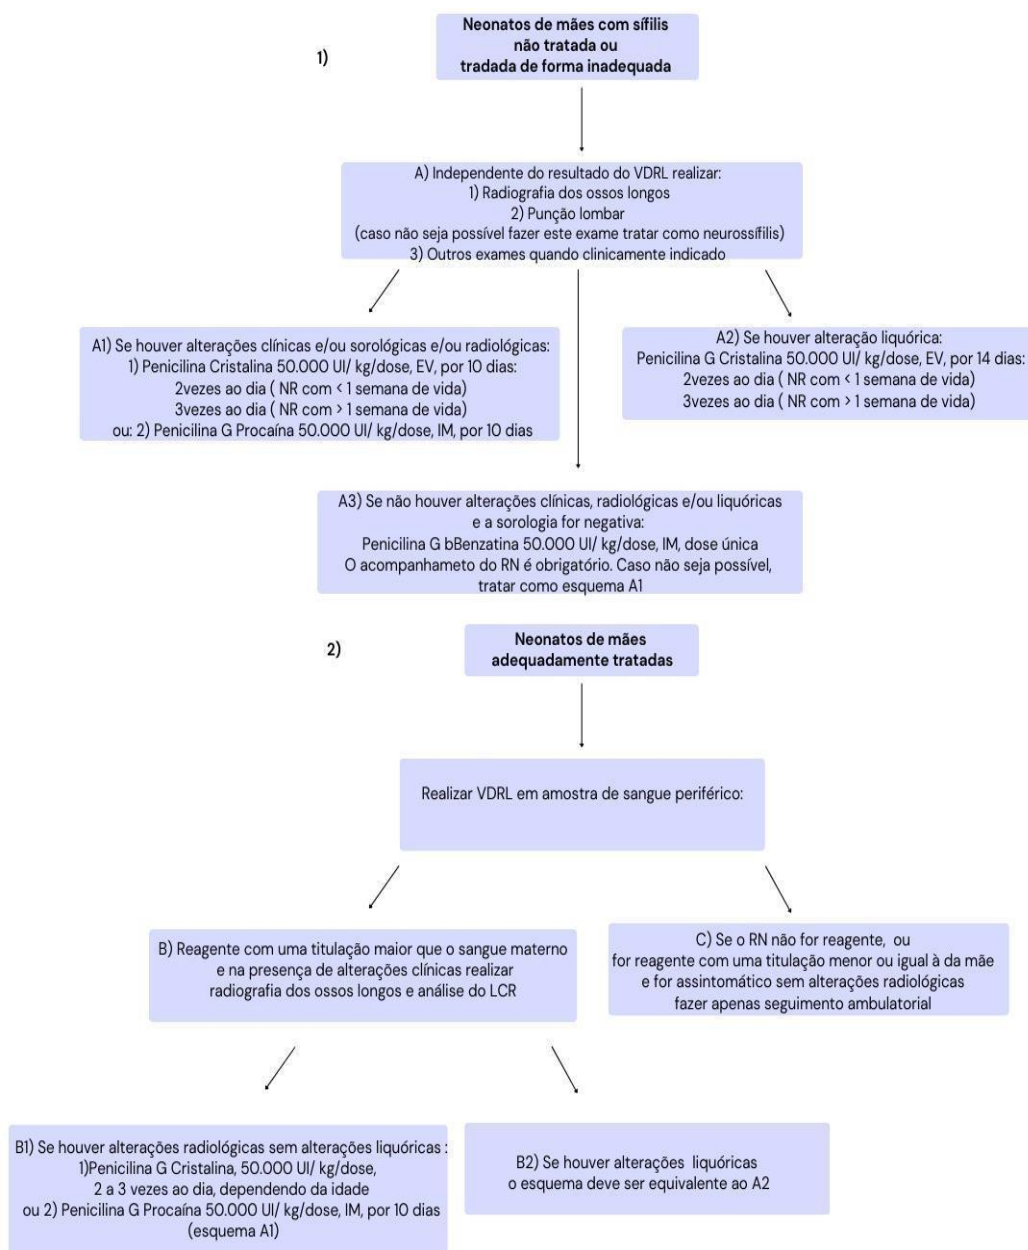 1)
Neonatos de mães com sífilis
não tratada ou
tradada de forma inadequada
A) Independente do resultado do VDRL realizar:
1) Radiografia dos ossos longos
2) Punção lombar
(caso não seja possível fazer este exame tratar como neurossífilis)
3) Outros exames quando clinicamente indicado
A1) Se houver alterações clínicas e/ou sorológicas e/ou radiológicas:
1) Penicilina Cristalina 50.000 UI/ kg/dose, EV, por 10 dias:
2vezes ao dia ( NR com < 1 semana de vida)
3vezes ao dia ( NR com > 1 semana de vida)
ou: 2) Penicilina G Procaína 50.000 UI/ kg/dose, IM, por 10 dias
A2) Se houver alteração liquórica:
Penicilina G Cristalina 50.000 UI/ kg/dose, EV, por 14 dias:
2vezes ao dia ( NR com < 1 semana de vida)
3vezes ao dia ( NR com > 1 semana de vida)
A3) Se não houver alterações clínicas, radiológicas e/ou liquóricas
e a sorologia for negativa:
Penicilina G bBenzatina 50.000 UI/ kg/dose, IM, dose única
O acompanhameto do RN é obrigatório. Caso não seja possível,
tratar como esquema A1
2)
Neonatos de mães
adequadamente tratadas
Realizar VDRL em amostra de sangue periférico:
B) Reagente com uma titulação maior que o sangue materno
e na presença de alterações clínicas realizar
radiografia dos ossos longos e análise do LCR
C) Se o RN não for reagente, ou
for reagente com uma titulação menor ou igual à da mãe
e for assintomático sem alterações radiológicas
fazer apenas seguimento ambulatorial
B1) Se houver alterações radiológicas sem alterações liquóricas :
1)Penicilina G Cristalina, 50.000 UI/ kg/dose,
2 a 3 vezes ao dia, dependendo da idade
ou 2) Penicilina G Procaína 50.000 UI/ kg/dose, IM, por 10 dias
(esquema A1)
B2) Se houver alterações liquóricas
o esquema deve ser equivalente ao A2